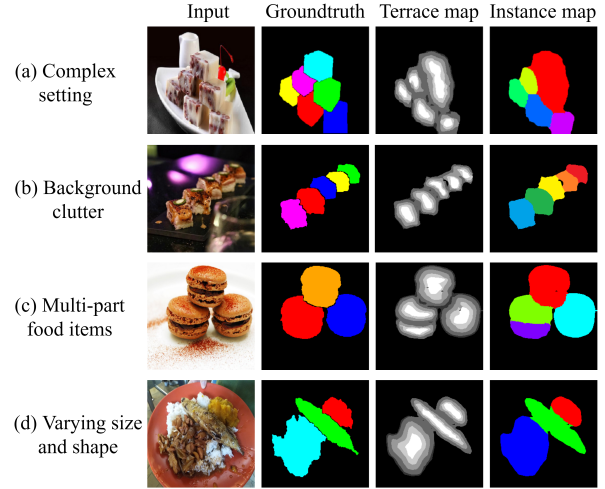 Input Groundtruth Terrace map Instance map
(a) Complex
setting
(b) Background
clutter
(c) Multi-part
food items
(d) Varying size
and shape